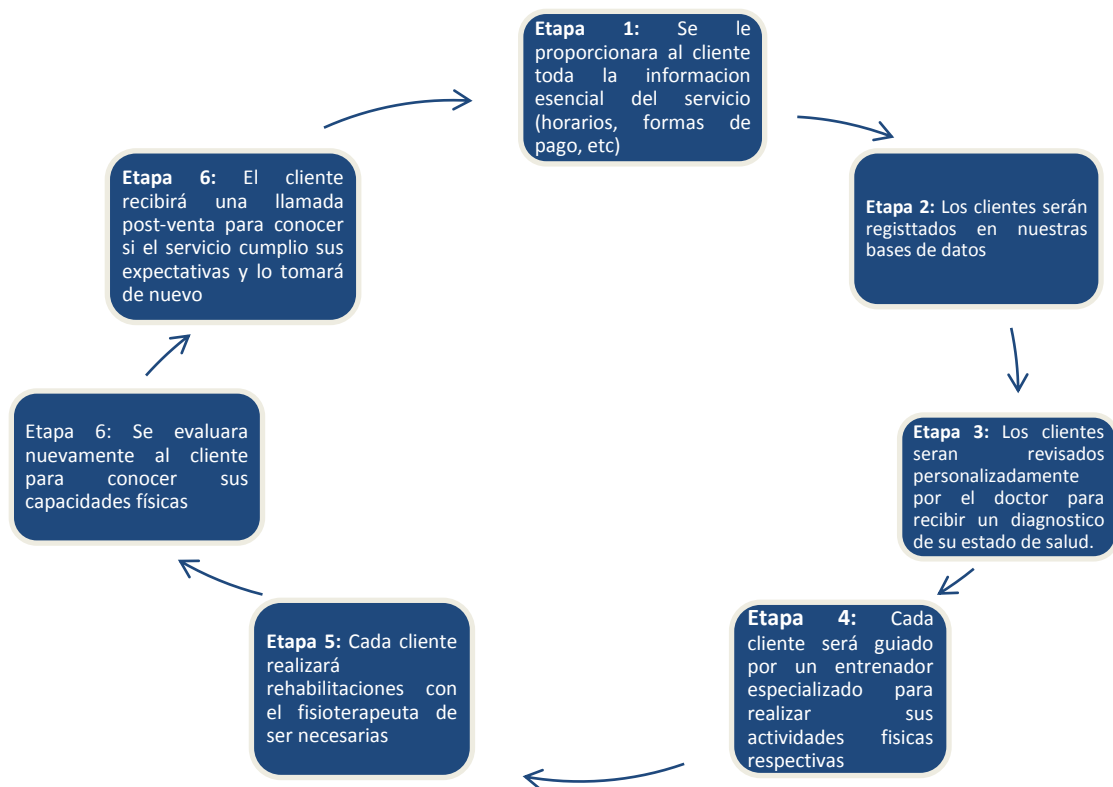 Etapa 1: Se le
proporcionara al cliente
toda la informacion
esencial del servicio
(horarios, formas de
pago, etc)
Etapa 2: Los clientes serán
registtados en nuestras
bases de datos
Etapa 3: Los clientes
seran revisados
personalizadamente
por el doctor para
recibir un diagnostico
de su estado de salud.
Etapa 4: Cada
cliente será guiado
por un entrenador
especializado para
realizar sus
actividades fisicas
respectivas
Etapa 5: Cada cliente
realizará
rehabilitaciones con
el fisioterapeuta de
ser necesarias
Etapa 6: Se evaluara
nuevamente al cliente
para conocer sus
capacidades físicas
Etapa 6: El cliente
recibirá una llamada
post-venta para conocer
si el servicio cumplio sus
expectativas y lo tomará
de nuevo